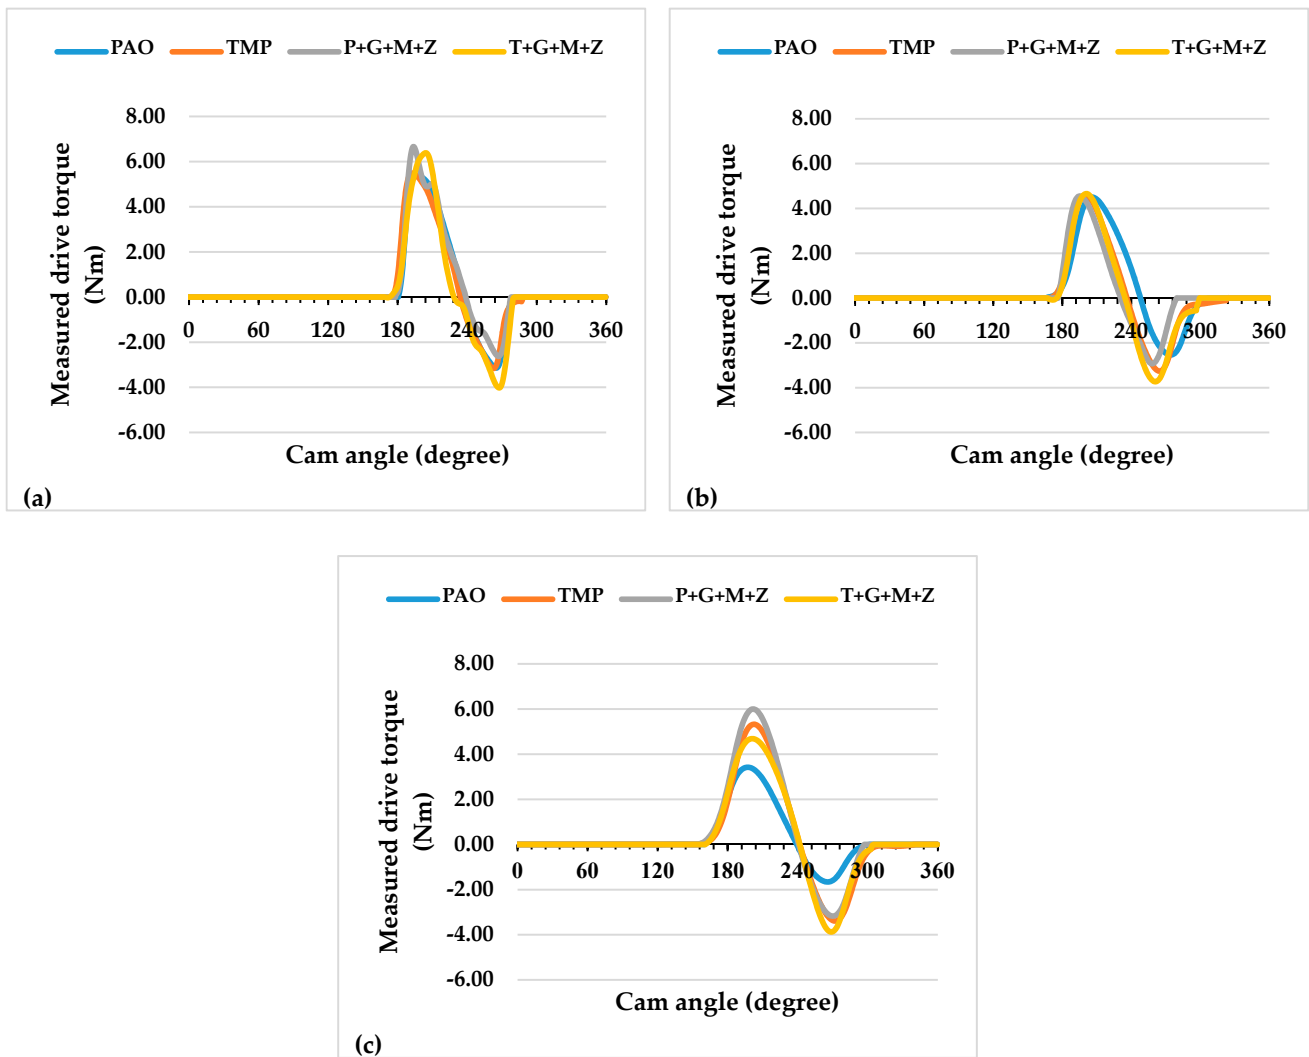 PAO TMP P+G+M+Z T+G+M+Z
8.00
6.00
4.00
2.00
0.00
-2.00
-4.00
-6.00
0 60 120 180 240 300 360
Measured drive torque
(Nm)
Cam angle (degree)
(a)
PAO TMP P+G+M+Z T+G+M+Z
8.00
6.00
4.00
2.00
0.00
-2.00
-4.00
-6.00
0 60 120 180 240 300 360
Measured drive torque
(Nm)
Cam angle (degree)
(b)
PAO TMP P+G+M+Z T+G+M+Z
8.00
6.00
4.00
2.00
0.00
-2.00
-4.00
-6.00
0 60 120 180 240 300 360
Measured drive torque
(Nm)
Cam angle (degree)
(c)